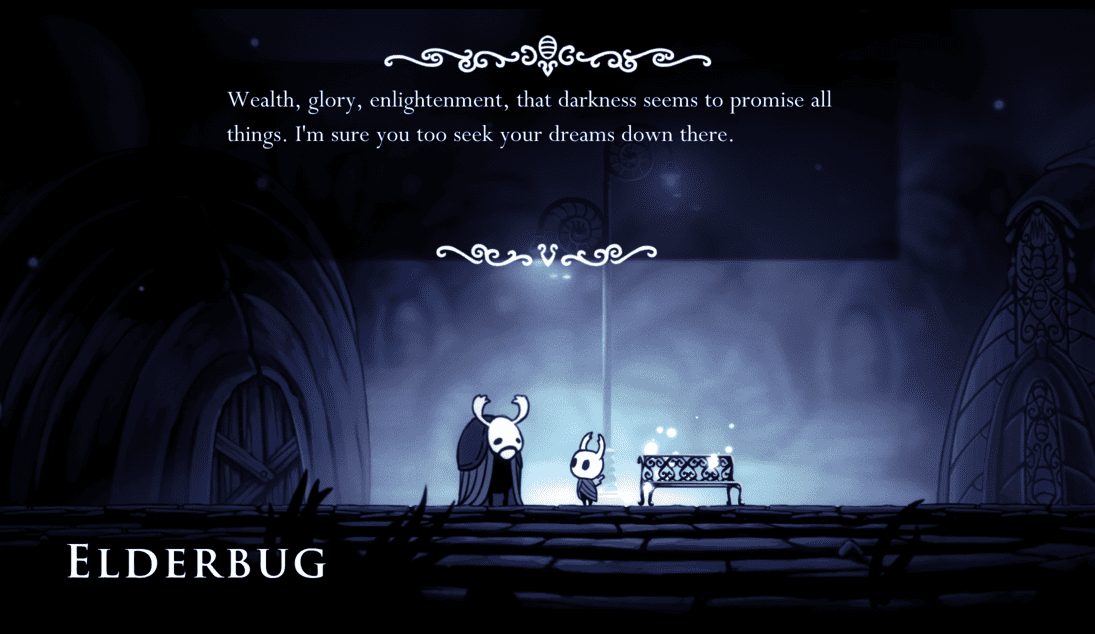 Wealth, glory, enlightenment, that darkness seems to promise all
things. I'm sure you too seek your dreams down there.
ELDERBUG